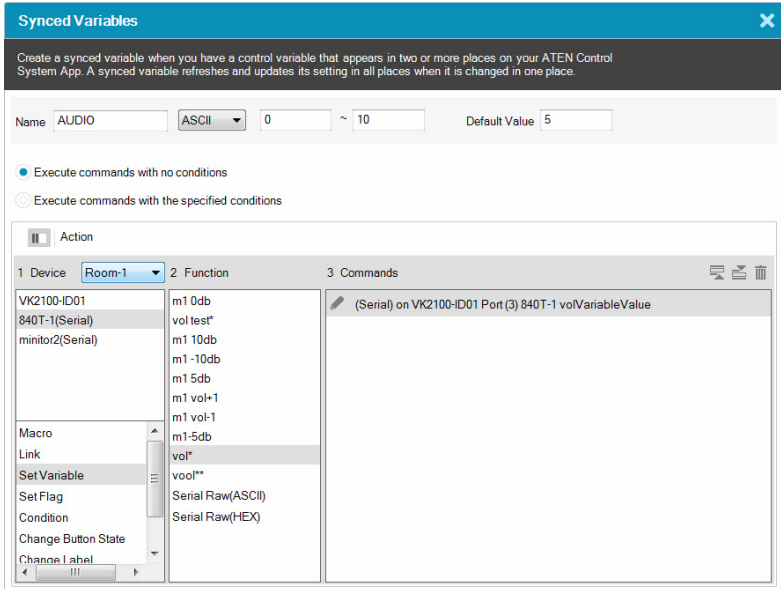 Synced Variables
Create a synced variable when you have a control variable that appears in two or more places on your ATEN Control
System App. A synced variable refreshes and updates its setting in all places when it is changed in one place.
Name AUDIO ASCII 0 ~ 10 Default Value 5
Execute commands with no conditions
Execute commands with the specified conditions
Action
1 Device Room-1 2 Function 3 Commands
VK2100-ID01
840T-1(Serial)
minitor2(Serial)
Macro
Link
Set Variable
Set Flag
Condition
Change Button State
Change Label
m1 0db
vol test*
m1 10db
m1 -10db
m1 5db
m1 vol+1
m1 vol-1
m1-5db
vol*
vool**
Serial Raw(ASCII)
Serial Raw(HEX)
(Serial) on VK2100-ID01 Port (3) 840T-1 volVariableValue